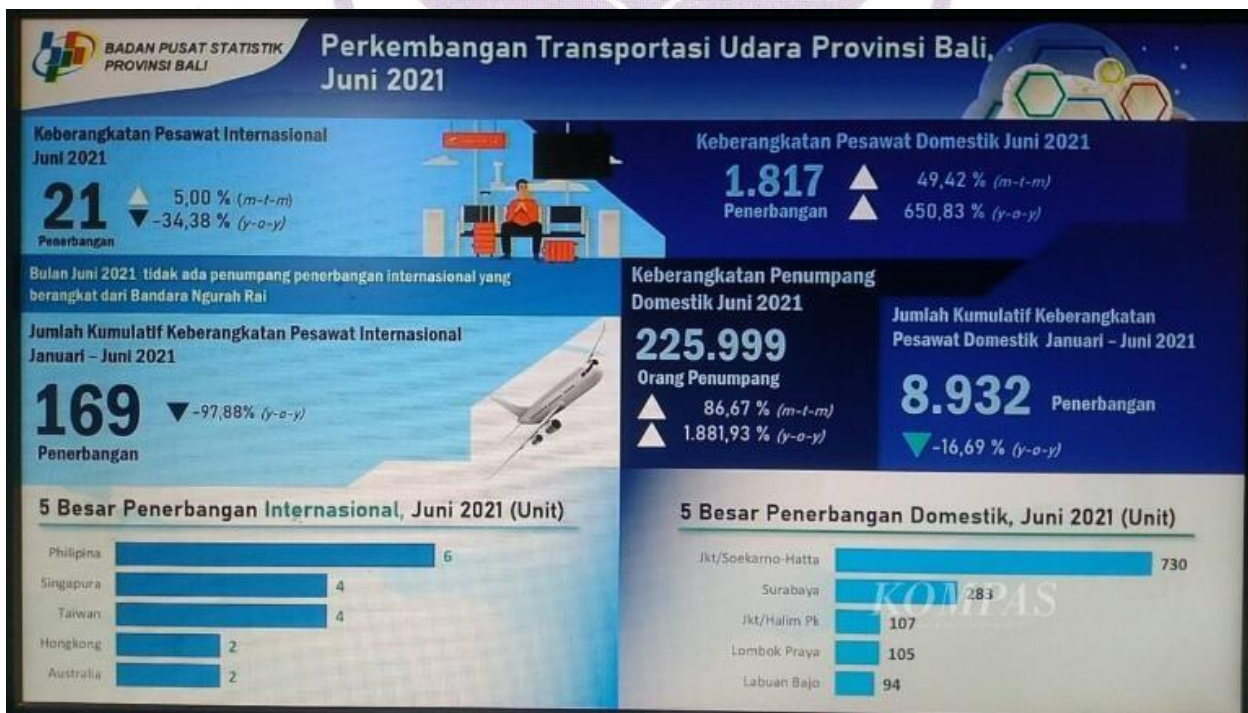 BADAN PUSAT STATISTIK
PROVINSI BALI
Perkembangan Transportasi Udara Provinsi Bali,
Juni 2021
Keberangkatan Pesawat Internasional
Juni 2021
21
5,00 % (m-t-m)
-34,38 % (y-o-y)
Penerbangan
Keberangkatan Pesawat Domestik Juni 2021
1.817
49,42 % (m-t-m)
Penerbangan
650,83 % (y-o-y)
Bulan Juni 2021 tidak ada penumpang penerbangan internasional yang
berangkat dari Bandara Ngurah Rai
Jumlah Kumulatif Keberangkatan Pesawat Internasional
Januari – Juni 2021
169
-97,88% (y-o-y)
Penerbangan
Keberangkatan Penumpang
Domestik Juni 2021
225.999
Orang Penumpang
86,67 % (m-t-m)
1.881,93 % (y-o-y)
Jumlah Kumulatif Keberangkatan
Pesawat Domestik Januari – Juni 2021
8.932 Penerbangan
-16,69 % (y-o-y)
5 Besar Penerbangan Internasional, Juni 2021 (Unit)
Philipina 6
Singapura 4
Taiwan 4
Hongkong 2
Australia 2
5 Besar Penerbangan Domestik, Juni 2021 (Unit)
Jkt/Soekarno-Hatta 730
Surabaya 283
KOMPAS
Jkt/Halim Pk 107
Lombok Praya 105
Labuan Bajo 94